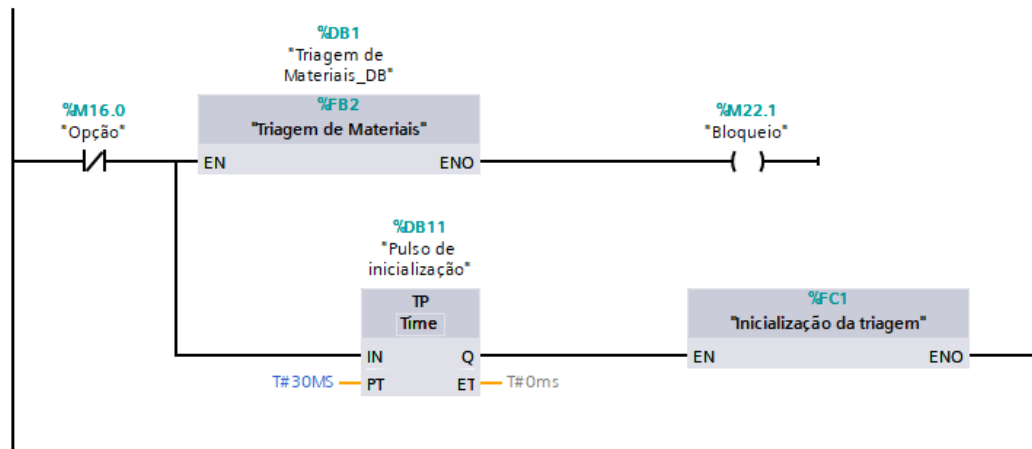 %DB1
"Triagem de
Materiais_DB"
%M16.0
"Opção"
%FB2
"Triagem de Materiais"
EN
ENO
%M22.1
"Bloqueio"
%DB11
"Pulso de
inicialização"
TP
Time
IN
Q
T#30MS
PT
ET
T#0ms
%FC1
"Inicialização da triagem"
EN
ENO